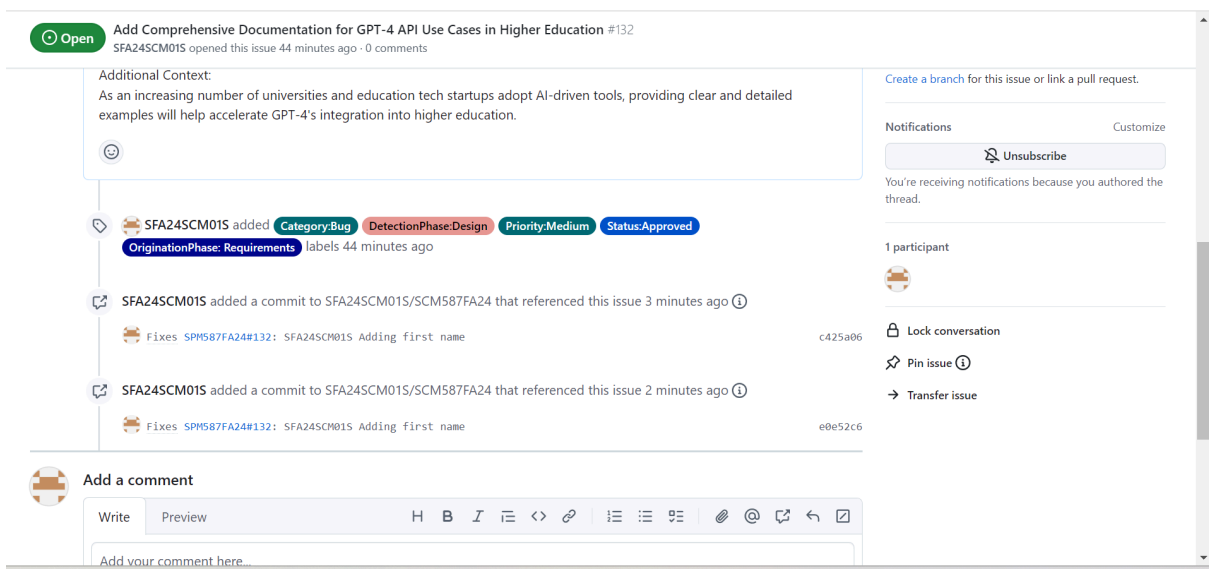 Open
Add Comprehensive Documentation for GPT-4 API Use Cases in Higher Education #132
SFA24SCM01S opened this issue 44 minutes ago · 0 comments
Additional Context:
As an increasing number of universities and education tech startups adopt AI-driven tools, providing clear and detailed
examples will help accelerate GPT-4's integration into higher education.
SFA24SCM01S added Category:Bug DetectionPhase:Design Priority:Medium Status:Approved
OriginationPhase: Requirements labels 44 minutes ago
SFA24SCM01S added a commit to SFA24SCM01S/SCM587FA24 that referenced this issue 3 minutes ago
Fixes SPM587FA24#132: SFA24SCM01S Adding first name c425a06
SFA24SCM01S added a commit to SFA24SCM01S/SCM587FA24 that referenced this issue 2 minutes ago
Fixes SPM587FA24#132: SFA24SCM01S Adding first name e0e52c6
Add a comment
Write Preview
Add your comment here...
Create a branch for this issue or link a pull request.
Notifications Customize
Unsubscribe
You're receiving notifications because you authored the
thread.
1 participant
Lock conversation
Pin issue
Transfer issue